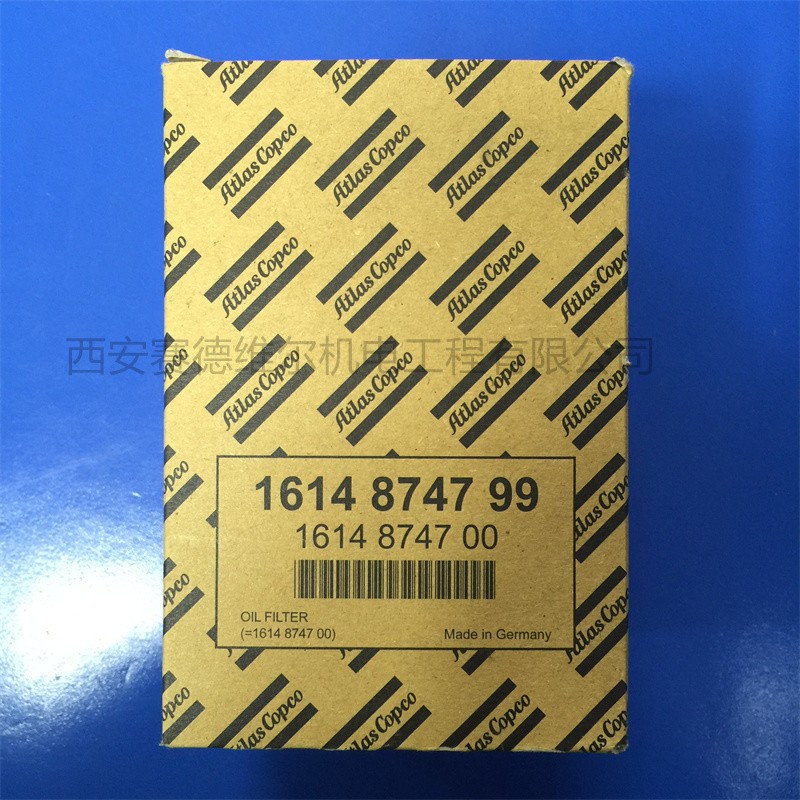 Atlas Copco
西安赛德维尔机电工程有限公司
1614 8747 99
1614 8747 00
OIL FILTER
(=1614 8747 00)
Made in Germany